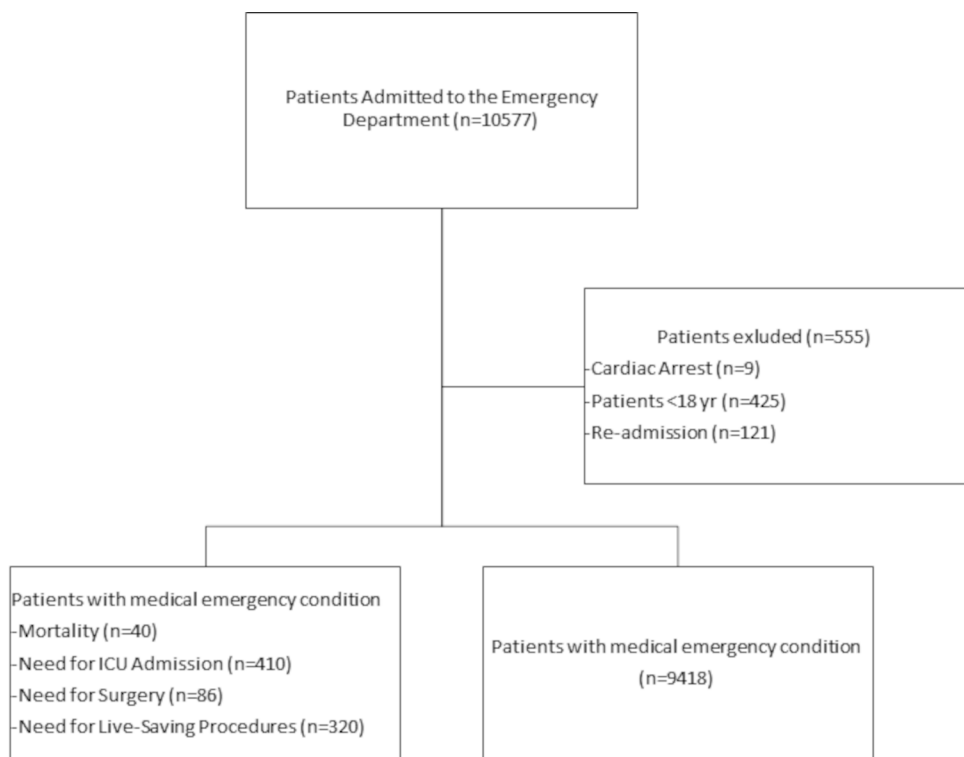 Patients Admitted to the Emergency
Department (n=10577)
Patients exluded (n=555)
-Cardiac Arrest (n=9)
-Patients <18 yr (n=425)
-Re-admission (n=121)
Patients with medical emergency condition
-Mortality (n=40)
-Need for ICU Admission (n=410)
-Need for Surgery (n=86)
-Need for Live-Saving Procedures (n=320)
Patients with medical emergency condition
(n=9418)